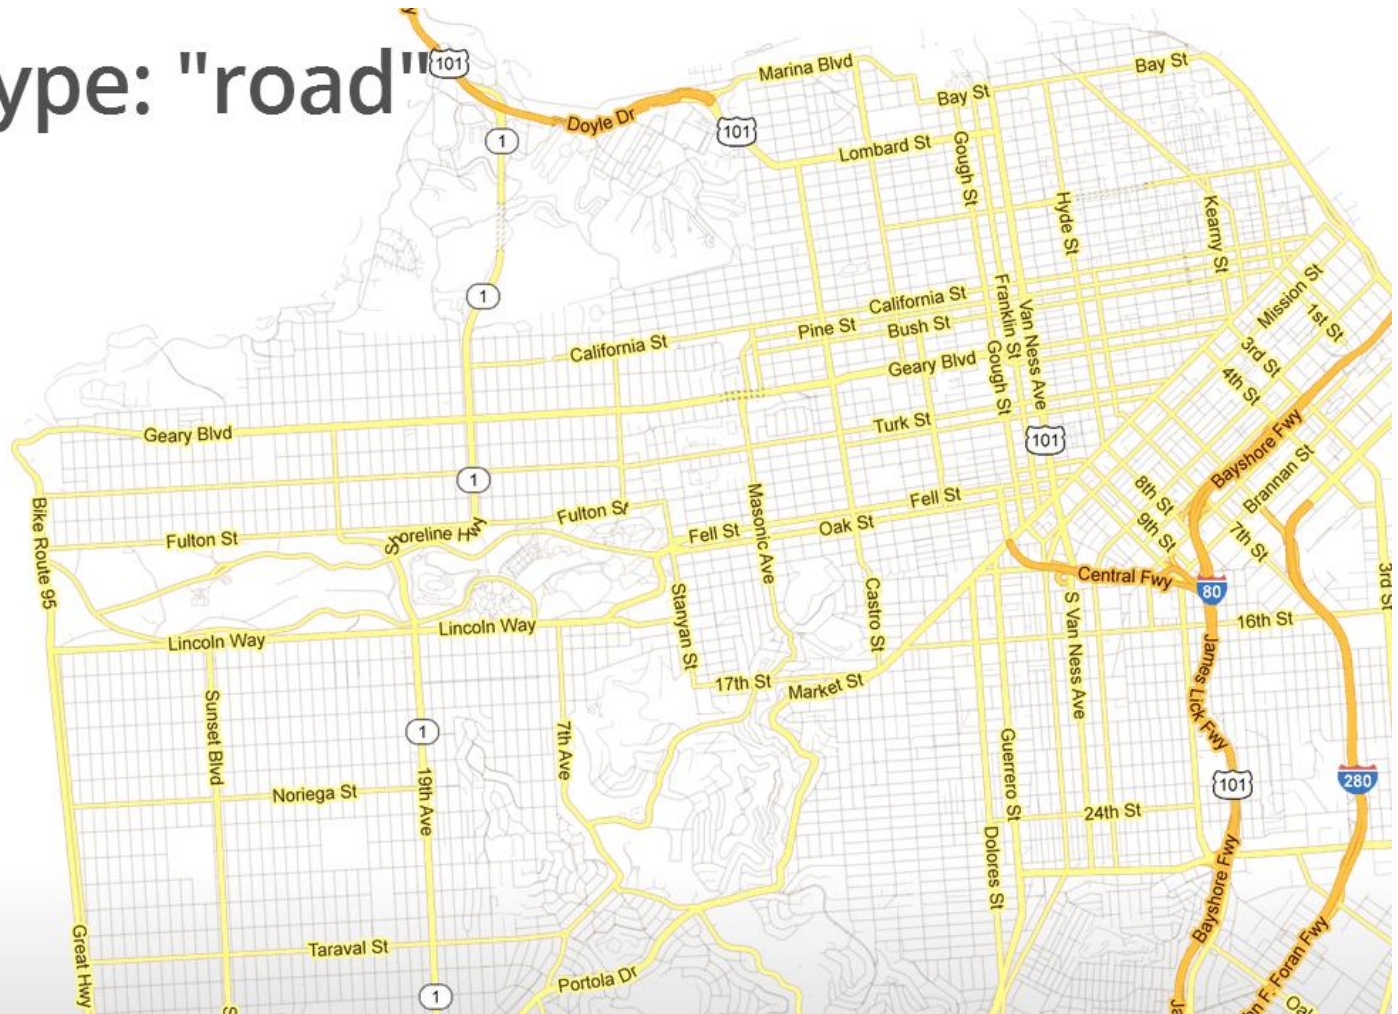 ype: "road"
101
Marina Blvd
Bay St
Bay St
Doyle Dr
1
101
Lombard St
Gough St
Hyde St
Kearny St
1
California St
Mission St
1st St
Pine St
Bush St
Franklin St
Van Ness Ave
California St
3rd St
Geary Blvd
Gough St
4th St
Geary Blvd
Turk St
101
Bayshore Fwy
Brannan St
1
8th St
Fell St
Fulton St
Masonic Ave
Bike Route 95
Fulton St
Shoreline Hwy
Fell St
Oak St
9th St
7th St
Central Fwy
80
3rd St
Stanyan St
Castro St
S Van Ness Ave
16th St
Lincoln Way
Lincoln Way
17th St
Market St
James Lick Fwy
Sunset Blvd
1
7th Ave
Guerrero St
101
280
Noriega St
19th Ave
24th St
Dolores St
Bayshore Fwy
Great Hwy
Taraval St
Portola Dr
n F. Foran Fwy
1
S
Ja
Oa